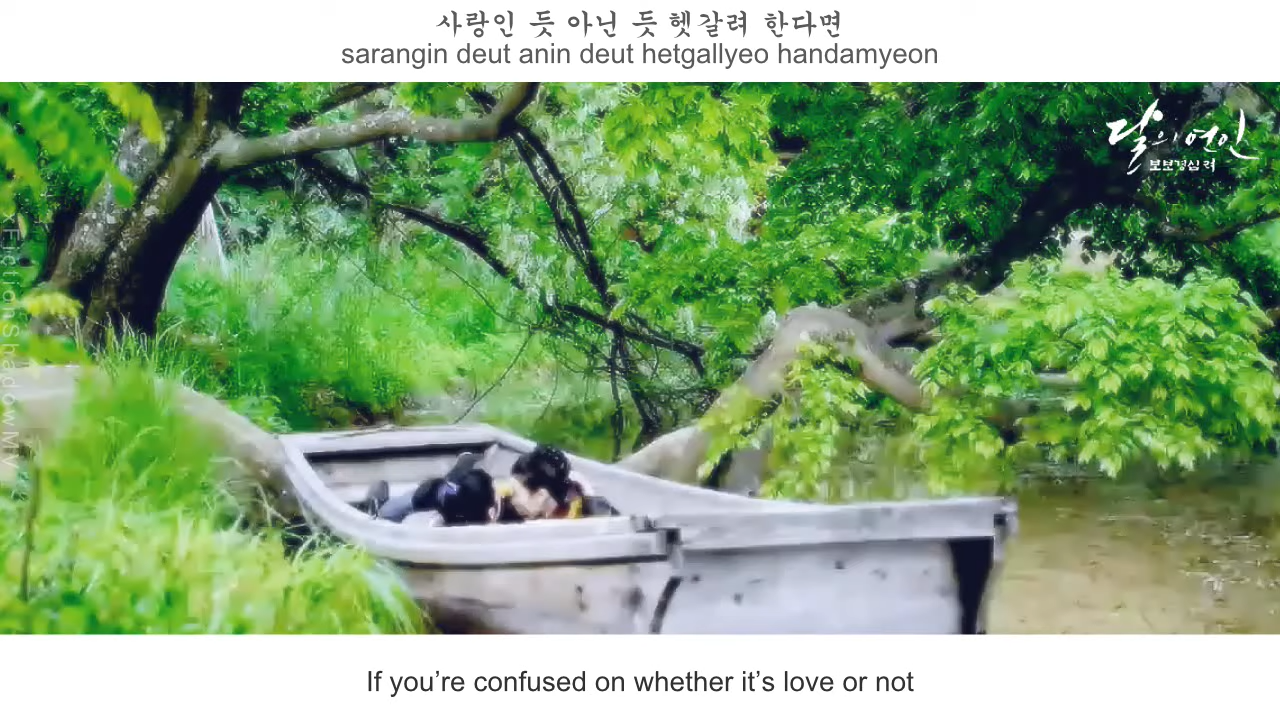 사랑인 듯 아닌 듯 헷갈려 한다면
sarangin deut anin deut hetgallyeo handamyeon
달의 연인
보보경심 려
FictionShadowMV
If you’re confused on whether it’s love or not